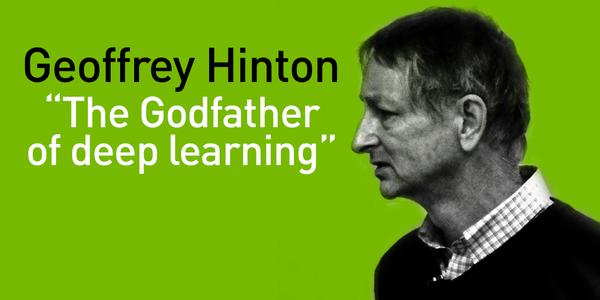 Geoffrey Hinton
“The Godfather
of deep learning”